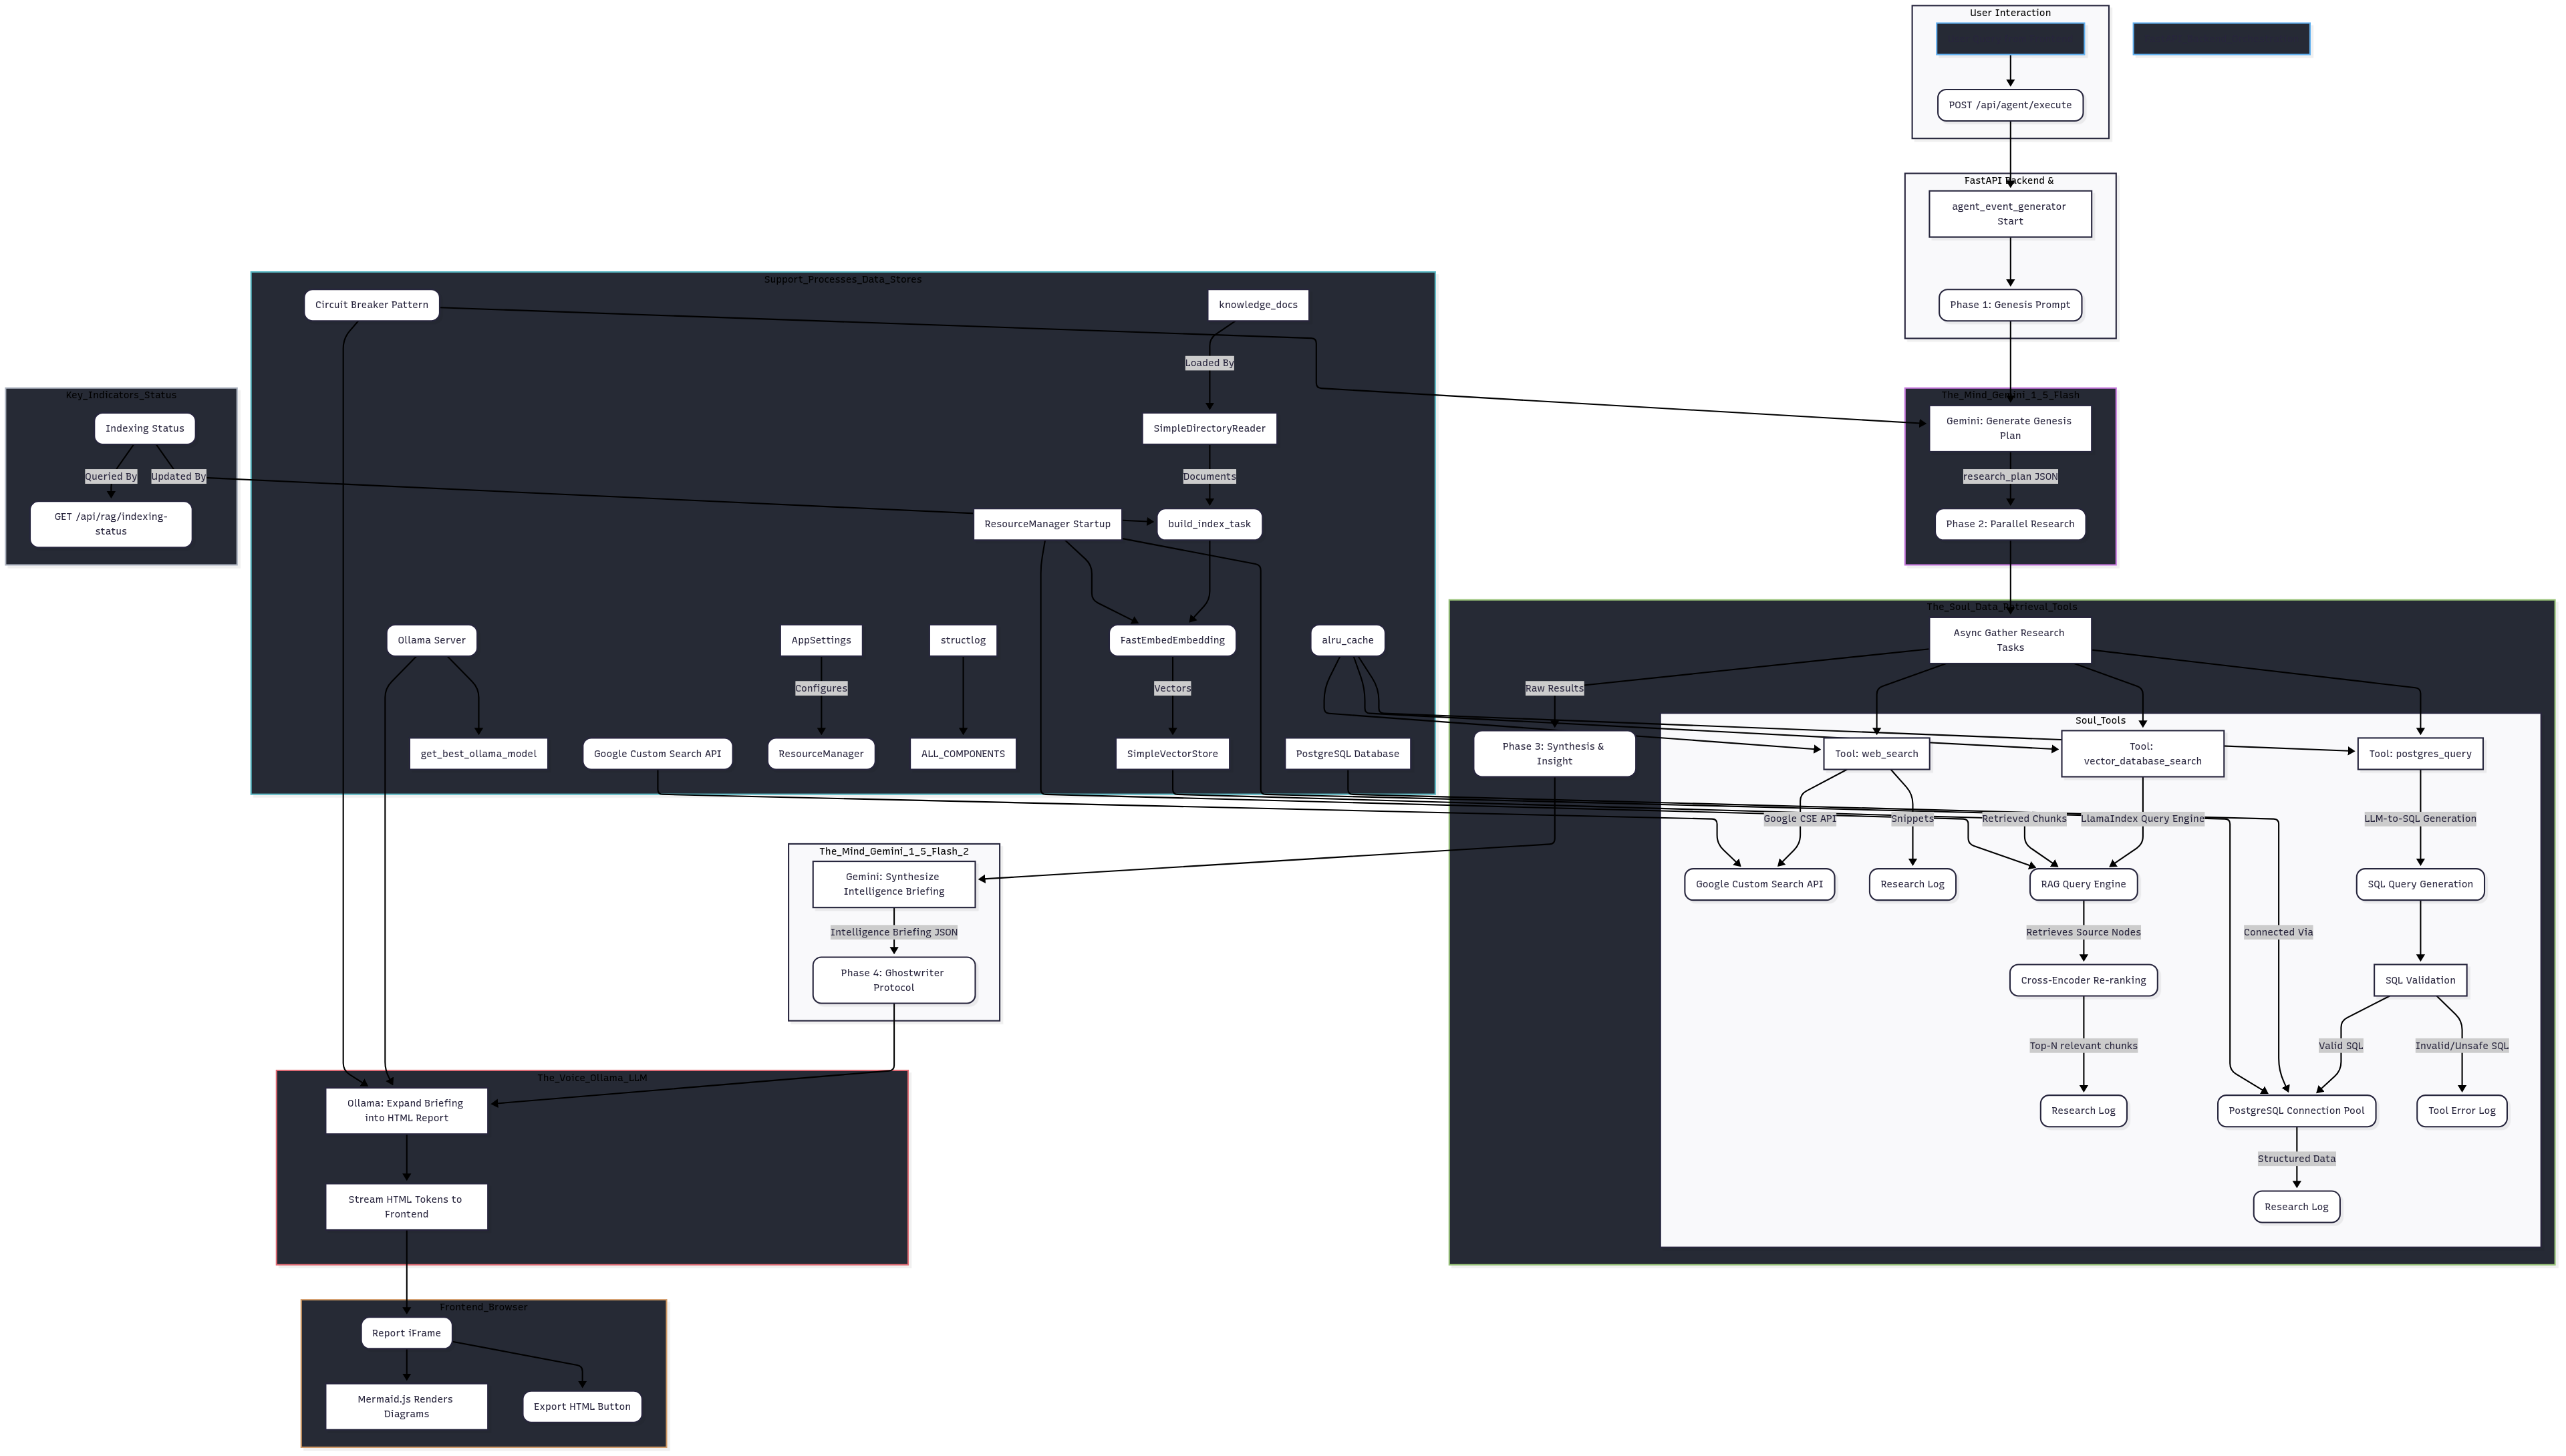 User Interaction
POST /api/agent/execute
FastAPI Backend &
agent_event_generator
Start
Phase 1: Genesis Prompt
Support_Processes_Data_Stores
Circuit Breaker Pattern
knowledge_docs
Loaded By
SimpleDirectoryReader
Documents
ResourceManager Startup
build_index_task
Ollama Server
AppSettings
structlog
FastEmbedEmbedding
alru_cache
Configures
Vectors
get_best_ollama_model
Google Custom Search API
ResourceManager
ALL_COMPONENTS
SimpleVectorStore
PostgreSQL Database
Key_Indicators_Status
Indexing Status
Queried By
Updated By
GET /api/rag/indexing-
status
The_Mind_Gemini_1_5_Flash
Gemini: Generate Genesis
Plan
research_plan JSON
Phase 2: Parallel Research
The_Soul_Data_Retrieval_Tools
Async Gather Research
Tasks
Raw Results
Phase 3: Synthesis &
Insight
Soul_Tools
Tool: web_search
Tool:
vector_database_search
Tool: postgres_query
Google CSE API
Snippets
Retrieved Chunks
LlamaIndex Query Engine
LLM-to-SQL Generation
Google Custom Search API
Research Log
RAG Query Engine
SQL Query Generation
Retrieves Source Nodes
Connected Via
Cross-Encoder Re-ranking
SQL Validation
Top-N relevant chunks
Valid SQL
Invalid/Unsafe SQL
Research Log
PostgreSQL Connection Pool
Tool Error Log
Structured Data
Research Log
The_Mind_Gemini_1_5_Flash_2
Gemini: Synthesize
Intelligence Briefing
Intelligence Briefing JSON
Phase 4: Ghostwriter
Protocol
The_Voice_Ollama_LLM
Ollama: Expand Briefing
into HTML Report
Stream HTML Tokens to
Frontend
Frontend_Browser
Report iFrame
Mermaid.js Renders
Diagrams
Export HTML Button